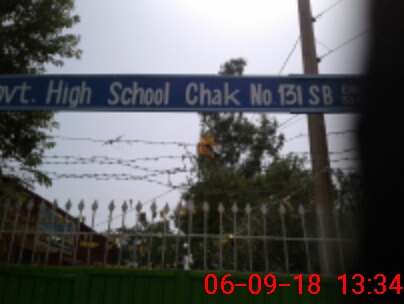 ovt. High School Chak No.131 SB
06-09-18 13:34